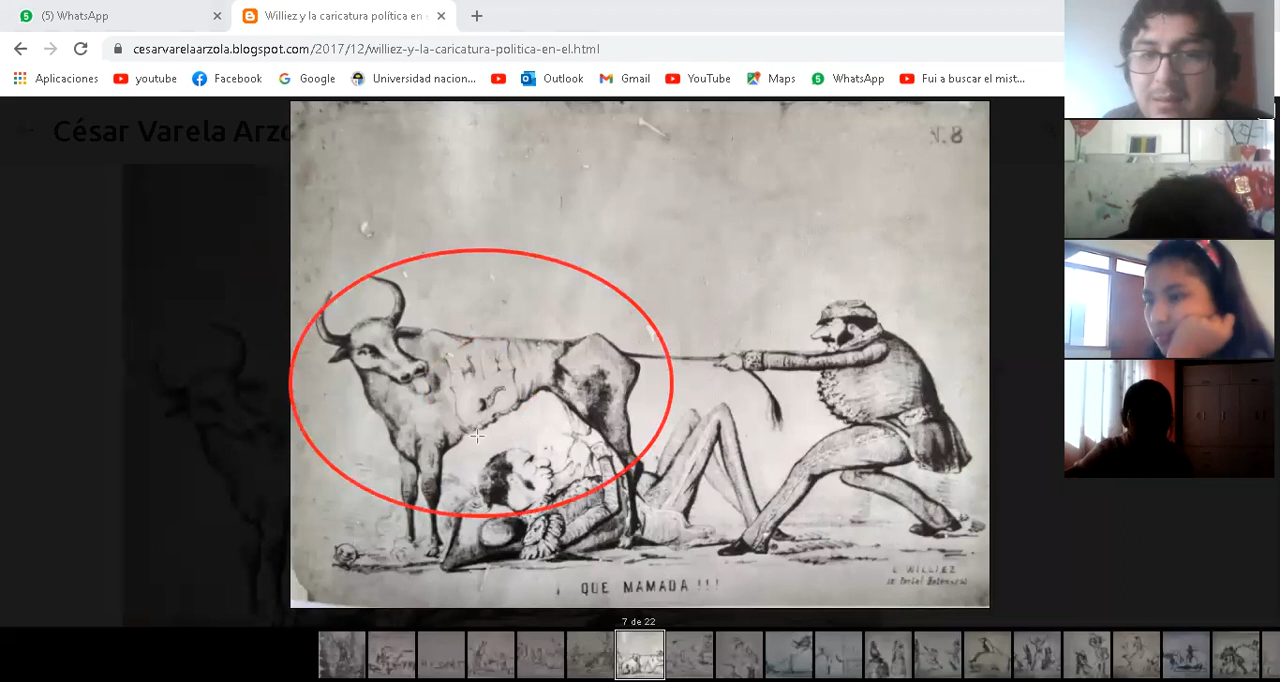 (5) WhatsApp
Williez y la caricatura política en
cesarvarelaarzola.blogspot.com/2017/12/williez-y-la-caricatura-politica-en-el.html
Aplicaciones youtube Facebook Google Universidad nacion... Outlook Gmail YouTube Maps WhatsApp Fui a buscar el mist...
César Varela Arzo
N. 8
¡ QUE MAMADA !!!
L WILLIEZ
7 de 22